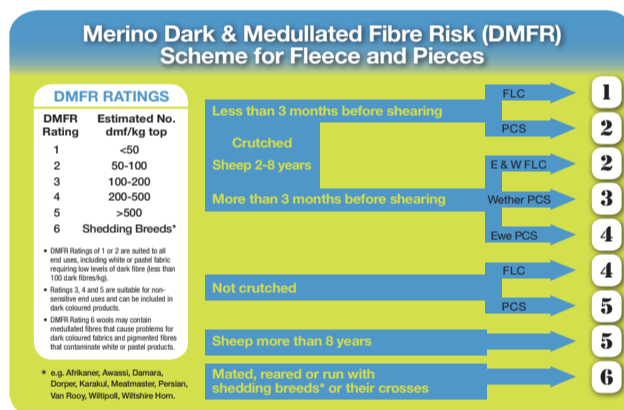 Merino Dark & Medullated Fibre Risk (DMFR)
Scheme for Fleece and Pieces
DMFR RATINGS
DMFR Rating Estimated No. dmf/kg top
1 <50
2 50-100
3 100-200
4 200-500
5 >500
6 Shedding Breeds*
• DMFR Ratings of 1 or 2 are suited to all
end uses, including white or pastel fabric
requiring low levels of dark fibre (less than
100 dark fibres/kg).
• Ratings 3, 4 and 5 are suitable for non-
sensitive end uses and can be included in
dark coloured products.
• DMFR Rating 6 wools may contain
medullated fibres that cause problems for
dark coloured fabrics and pigmented fibres
that contaminate white or pastel products.
* e.g. Afrikaner, Awassi, Damara,
Dorper, Karakul, Meatmaster, Persian,
Van Rooy, Wiltipoll, Wiltshire Horn.
Crutched
Sheep 2-8 years
Less than 3 months before shearing
FLC 1
PCS 2
More than 3 months before shearing
E & W FLC 2
Wether PCS 3
Ewe PCS 4
Not crutched
FLC 4
PCS 5
Sheep more than 8 years 5
Mated, reared or run with
shedding breeds* or their crosses 6